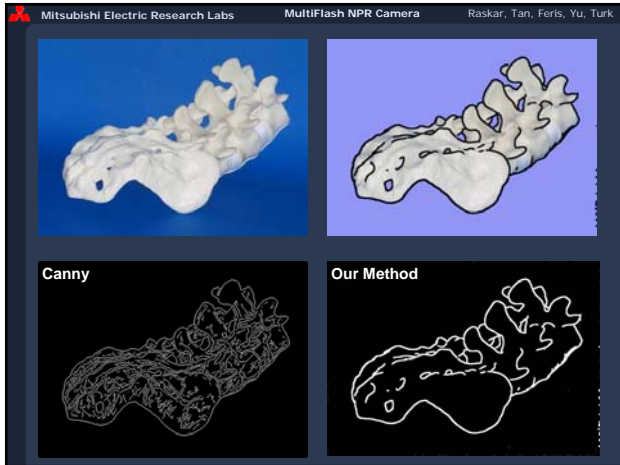 Mitsubishi Electric Research Labs MultiFlash NPR Camera Raskar, Tan, Feris, Yu, Turk
Canny
Our Method